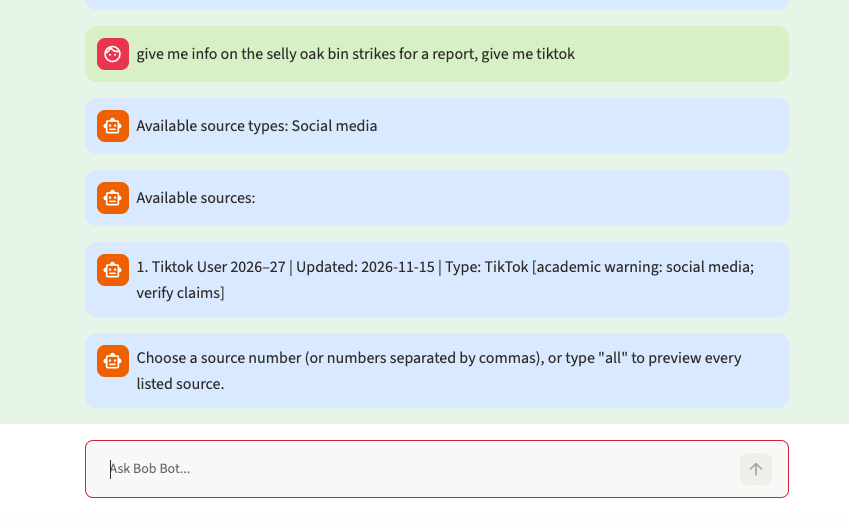 give me info on the selly oak bin strikes for a report, give me tiktok
Available source types: Social media
Available sources:
1. Tiktok User 2026–27 | Updated: 2026-11-15 | Type: TikTok [academic warning: social media;
verify claims]
Choose a source number (or numbers separated by commas), or type "all" to preview every
listed source.
Ask Bob Bot...